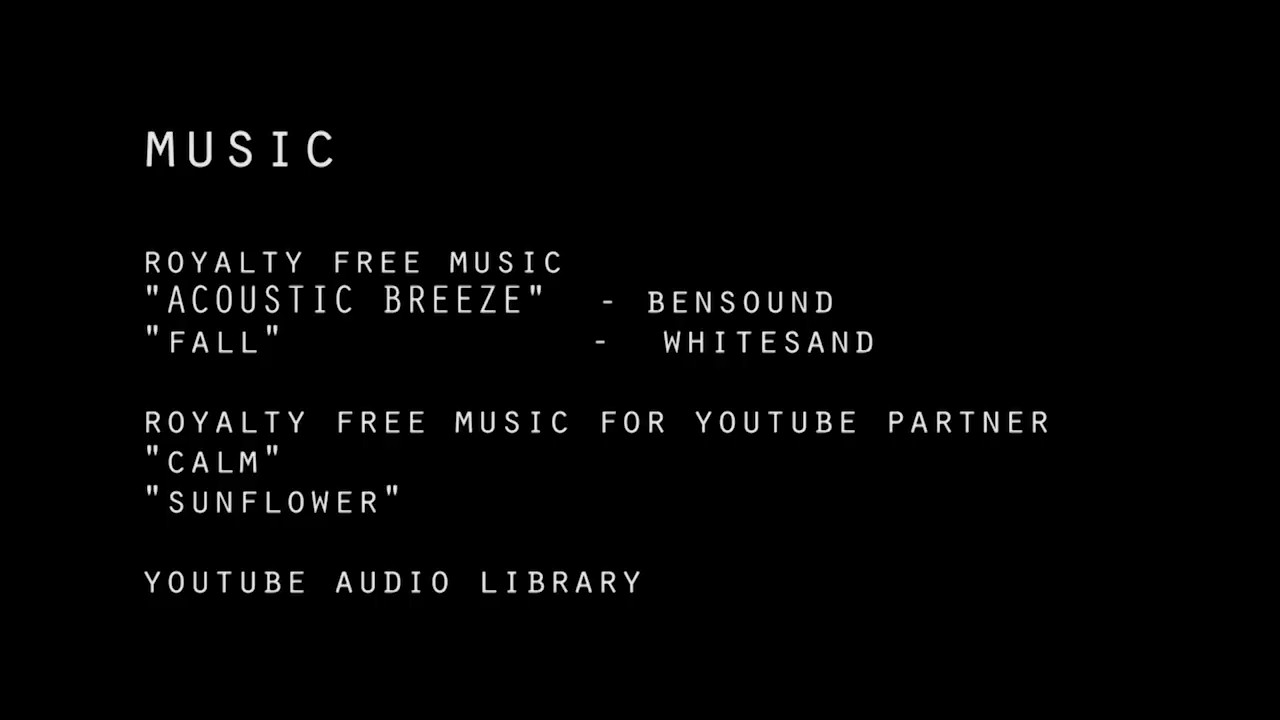 MUSIC
ROYALTY FREE MUSIC
"ACOUSTIC BREEZE" - BENSOUND
"FALL" - WHITESAND
ROYALTY FREE MUSIC FOR YOUTUBE PARTNER
"CALM"
"SUNFLOWER"
YOUTUBE AUDIO LIBRARY